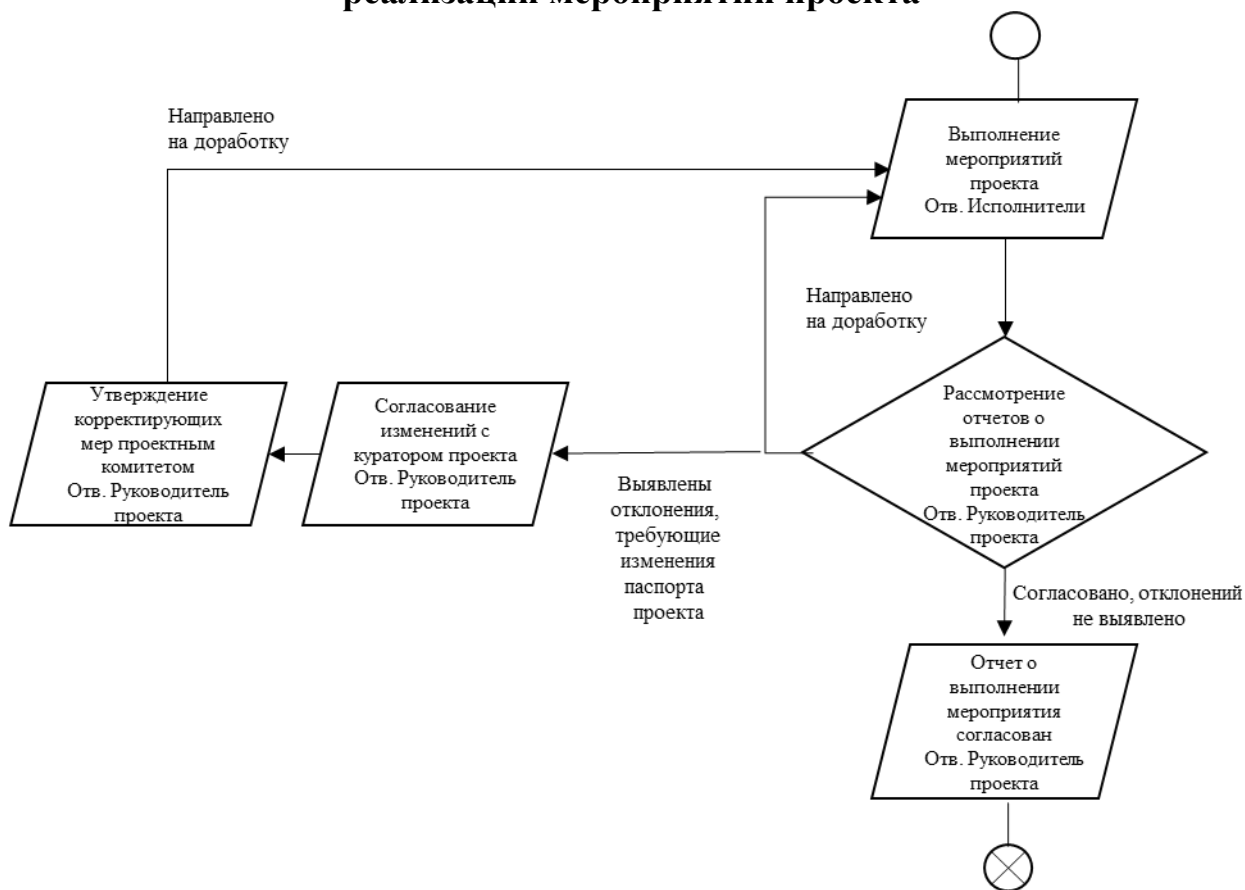 реализации мероприятий проекта
Направлено
на доработку
Выполнение
мероприятий
проекта
Отв. Исполнители
Направлено
на доработку
Утверждение
корректирующих
мер проектным
комитетом
Отв. Руководитель
проекта
Согласование
изменений с
куратором проекта
Отв. Руководитель
проекта
Выявлены
отклонения,
требующие
изменения
паспорта
проекта
Рассмотрение
отчетов о
выполнении
мероприятий
проекта
Отв. Руководитель
проекта
Согласовано, отклонений
не выявлено
Отчет о
выполнении
мероприятия
согласован
Отв. Руководитель
проекта